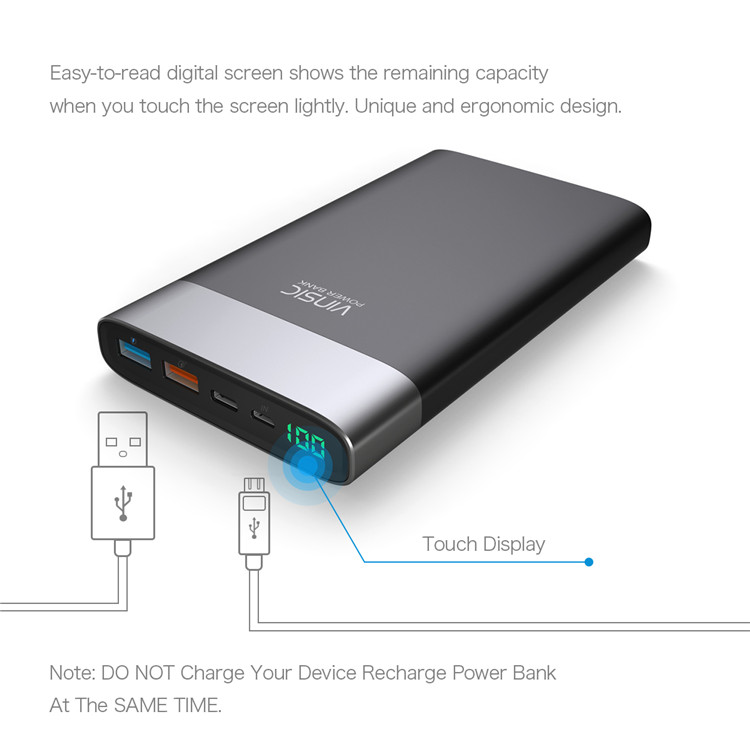 Easy-to-read digital screen shows the remaining capacity
when you touch the screen lightly. Unique and ergonomic design.
VINSIC
POWER BANK
100
Touch Display
Note: DO NOT Charge Your Device Recharge Power Bank
At The SAME TIME.